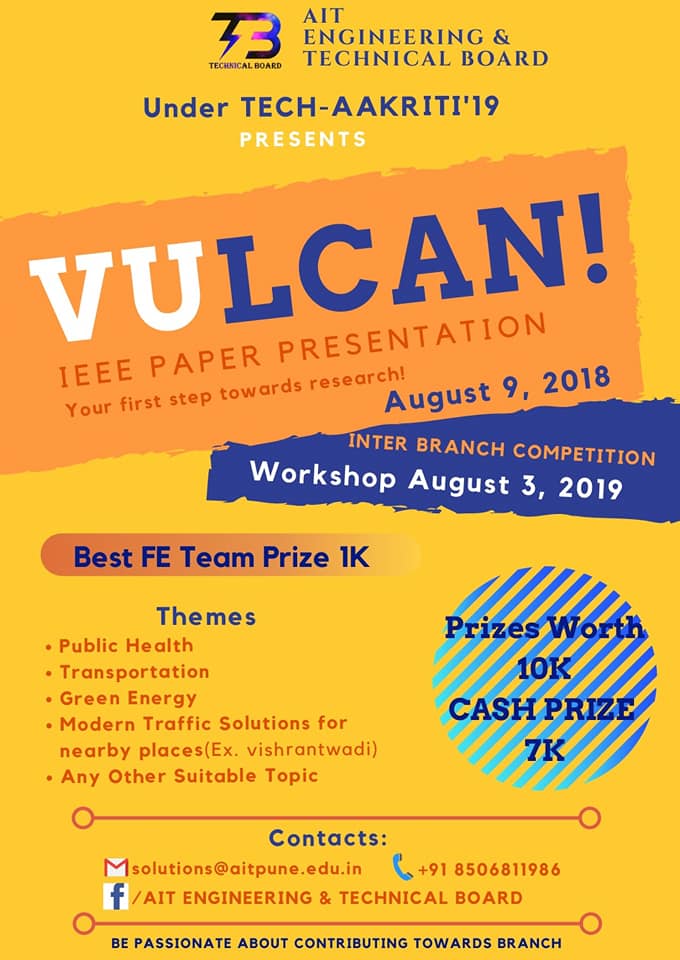 TB
TECHNICAL BOARD
AIT
ENGINEERING &
TECHNICAL BOARD
Under TECH-AAKRITI'19
PRESENTS
VULCAN!
IEEE PAPER PRESENTATION
Your first step towards research!
August 9, 2018
INTER BRANCH COMPETITION
Workshop August 3, 2019
Best FE Team Prize 1K
Themes
• Public Health
• Transportation
• Green Energy
• Modern Traffic Solutions for
nearby places(Ex. vishrantwadi)
• Any Other Suitable Topic
Prizes Worth
10K
CASH PRIZE
7K
Contacts:
solutions@aitpune.edu.in
+91 8506811986
f/AIT ENGINEERING & TECHNICAL BOARD
BE PASSIONATE ABOUT CONTRIBUTING TOWARDS BRANCH